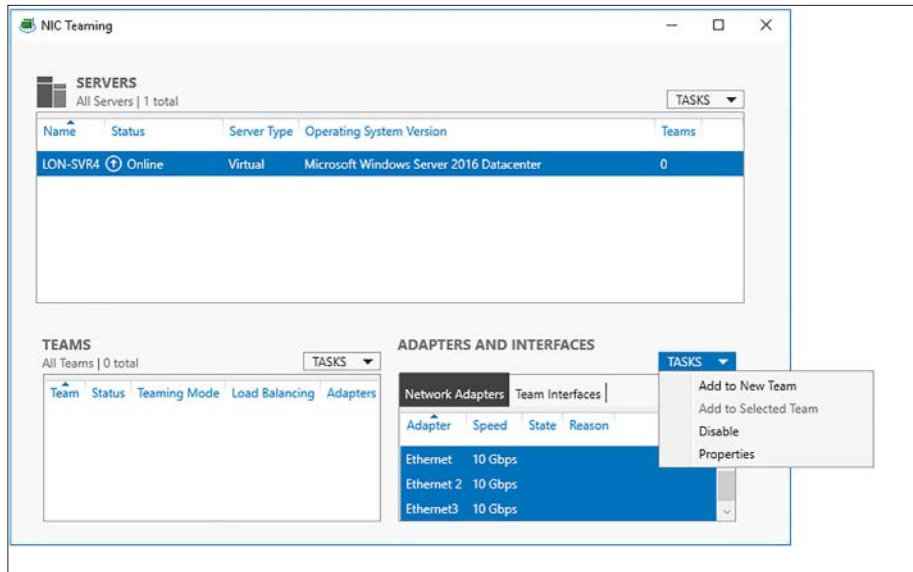 NIC Teaming
SERVERS
All Servers | 1 total
TASKS
Name Status Server Type Operating System Version Teams
LON-SVR4 Online Virtual Microsoft Windows Server 2016 Datacenter 0
TEAMS
All Teams | 0 total
TASKS
Team Status Teaming Mode Load Balancing Adapters
ADAPTERS AND INTERFACES
TASKS
Network Adapters Team Interfaces
Adapter Speed State Reason
Ethernet 10 Gbps
Ethernet 2 10 Gbps
Ethernet3 10 Gbps
Add to New Team
Add to Selected Team
Disable
Properties